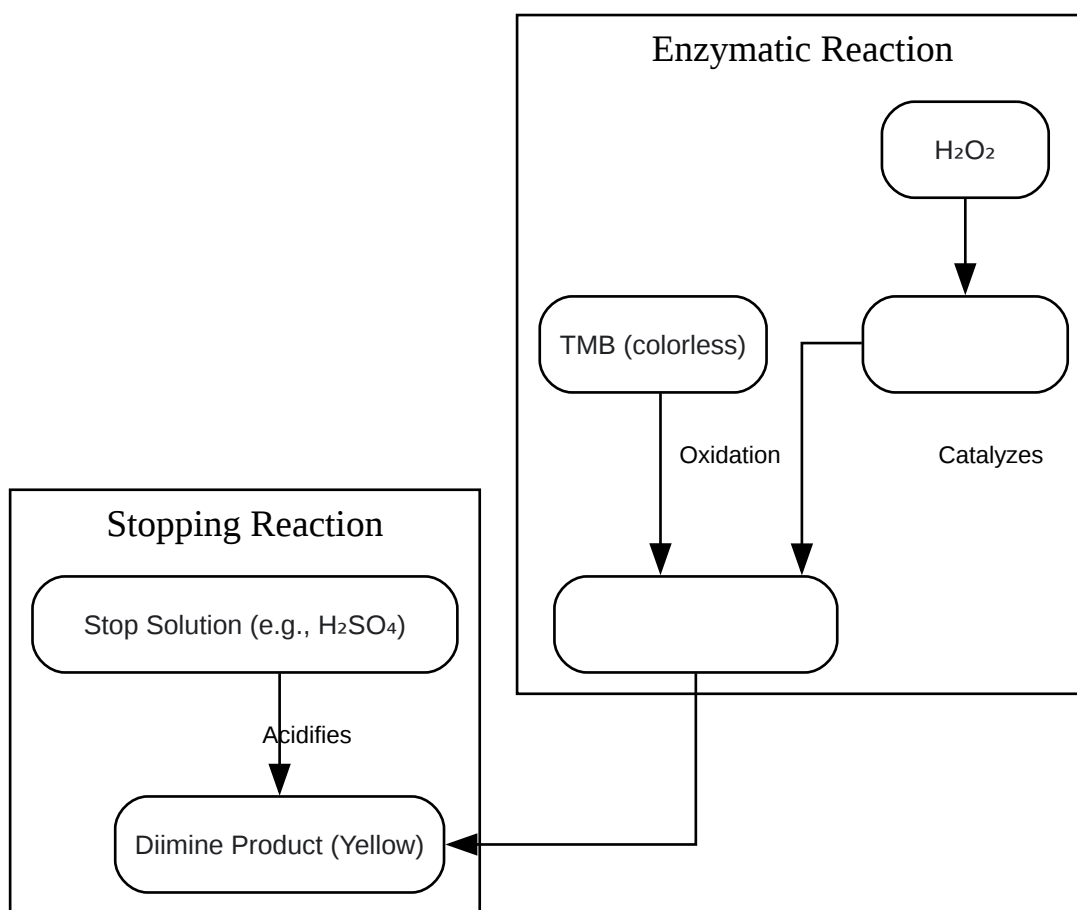 Enzymatic Reaction
H₂O₂
TMB (colorless)
Oxidation
Catalyzes
Stopping Reaction
Stop Solution (e.g., H₂SO₄)
Acidifies
Diimine Product (Yellow)